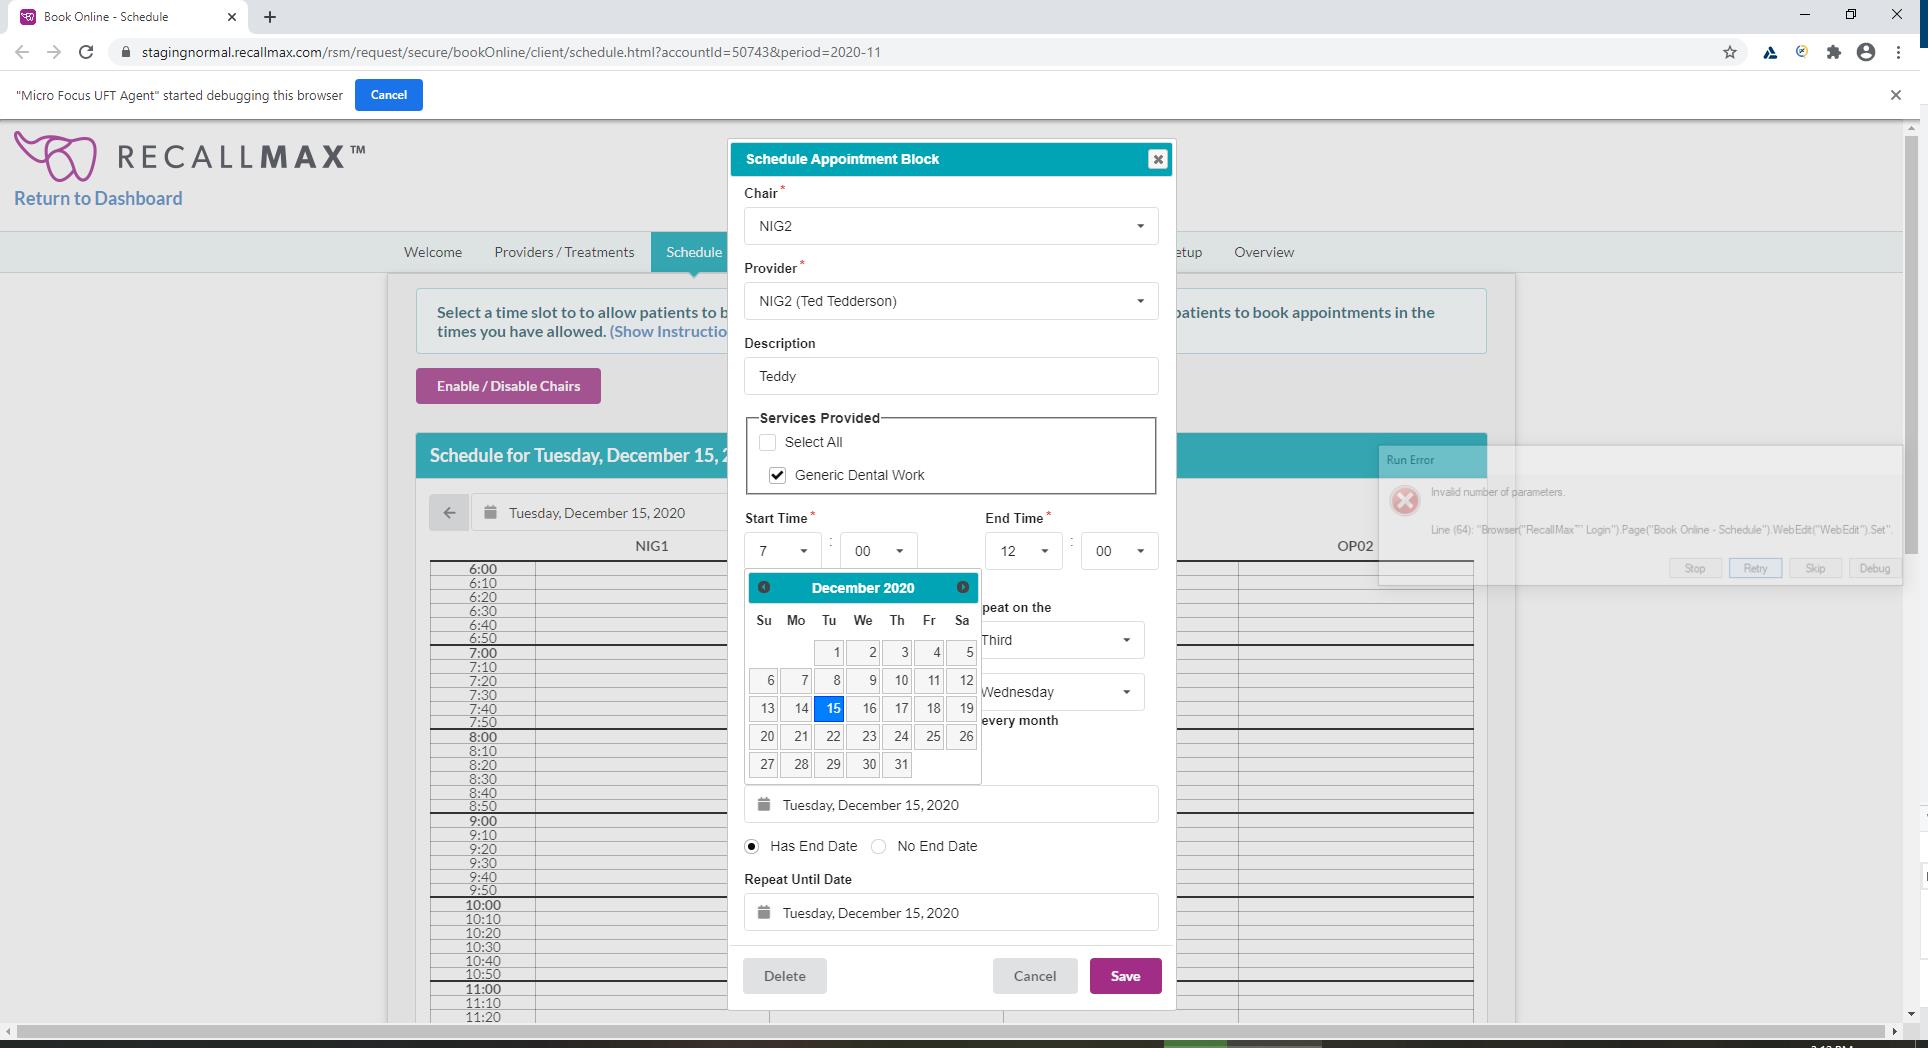 Book Online - Schedule
stagingnormal.recallmax.com/rsm/request/secure/bookOnline/client/schedule.html?accountId=50743&period=2020-11
"Micro Focus UFT Agent" started debugging this browser
Cancel
RECALLMAX™
Return to Dashboard
Welcome
Providers / Treatments
Schedule
etup
Overview
Select a time slot to to allow patients to b
patients to book appointments in the
times you have allowed. (Show Instructio
Enable / Disable Chairs
Schedule for Tuesday, December 15, 2
Tuesday, December 15, 2020
NIG1
OP02
6:00
6:10
6:20
6:30
6:40
6:50
7:00
7:10
7:20
7:30
7:40
7:50
8:00
8:10
8:20
8:30
8:40
8:50
9:00
9:10
9:20
9:30
9:40
9:50
10:00
10:10
10:20
10:30
10:40
10:50
11:00
11:10
11:20
Schedule Appointment Block
Chair*
NIG2
Provider*
NIG2 (Ted Tedderson)
Description
Teddy
Services Provided
Select All
Generic Dental Work
Start Time*
End Time*
7 : 00
12 : 00
December 2020
Su Mo Tu We Th Fr Sa
1 2 3 4 5
6 7 8 9 10 11 12
13 14 15 16 17 18 19
20 21 22 23 24 25 26
27 28 29 30 31
peat on the
Third
Wednesday
every month
Tuesday, December 15, 2020
Has End Date
No End Date
Repeat Until Date
Tuesday, December 15, 2020
Delete
Cancel
Save
Run Error
Invalid number of parameters.
Line (64): "Browser("RecallMax™ Login").Page("Book Online - Schedule").WebEdit("WebEdit").Set".
Stop
Retry
Skip
Debug